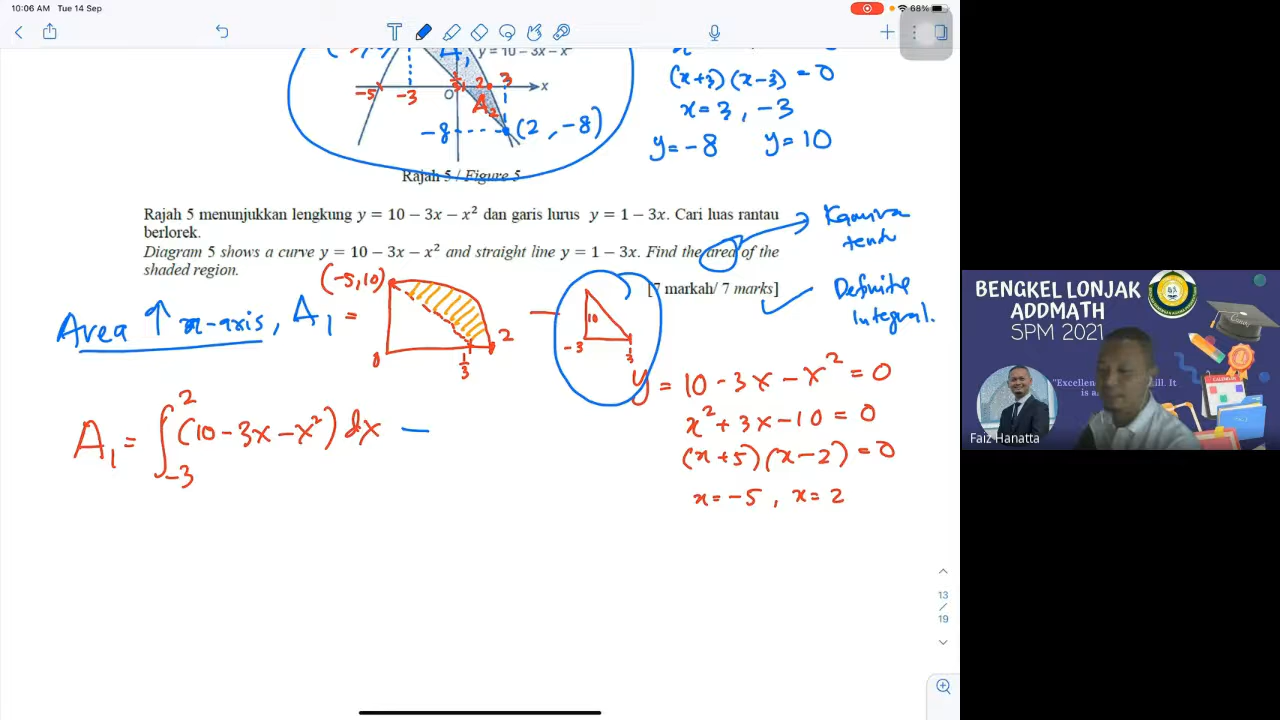 10:06 AM Tue 14 Sep
68%
T
y = 10 − 3x − x²
(x+3)(x−3) = 0
x = 3, −3
y = −8 y = 10
A₁
−5 −3 O 1/3 2 3 x
A₂
−8 (2, −8)
Rajah 5 / Figure 5
Rajah 5 menunjukkan lengkung y = 10 − 3x − x² dan garis lurus y = 1 − 3x. Cari luas rantau
berlorek.
Diagram 5 shows a curve y = 10 − 3x − x² and straight line y = 1 − 3x. Find the area of the
shaded region.
[7 markah/ 7 marks]
Kamiran
tentu
Definite
Integral.
Area ↑ x-axis, A₁ =
(−5, 10)
1/3
2
−
10
−3
1/3
y = 10 − 3x − x² = 0
x² + 3x − 10 = 0
(x+5)(x−2) = 0
x = −5, x = 2
A₁ = ∫₋₃² (10 − 3x − x²) dx −
13
/
19
BENGKEL LONJAK
ADDMATH
SPM 2021
Faiz Hanatta